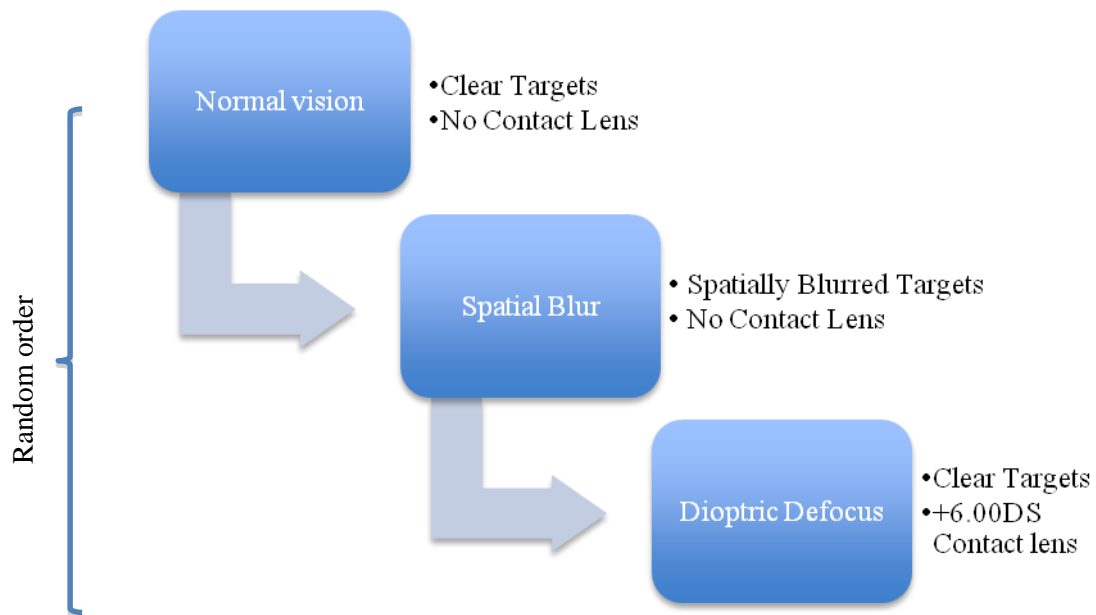 Random order
Normal vision
•Clear Targets
•No Contact Lens
Spatial Blur
• Spatially Blurred Targets
• No Contact Lens
Dioptric Defocus
•Clear Targets
•+6.00DS
Contact lens